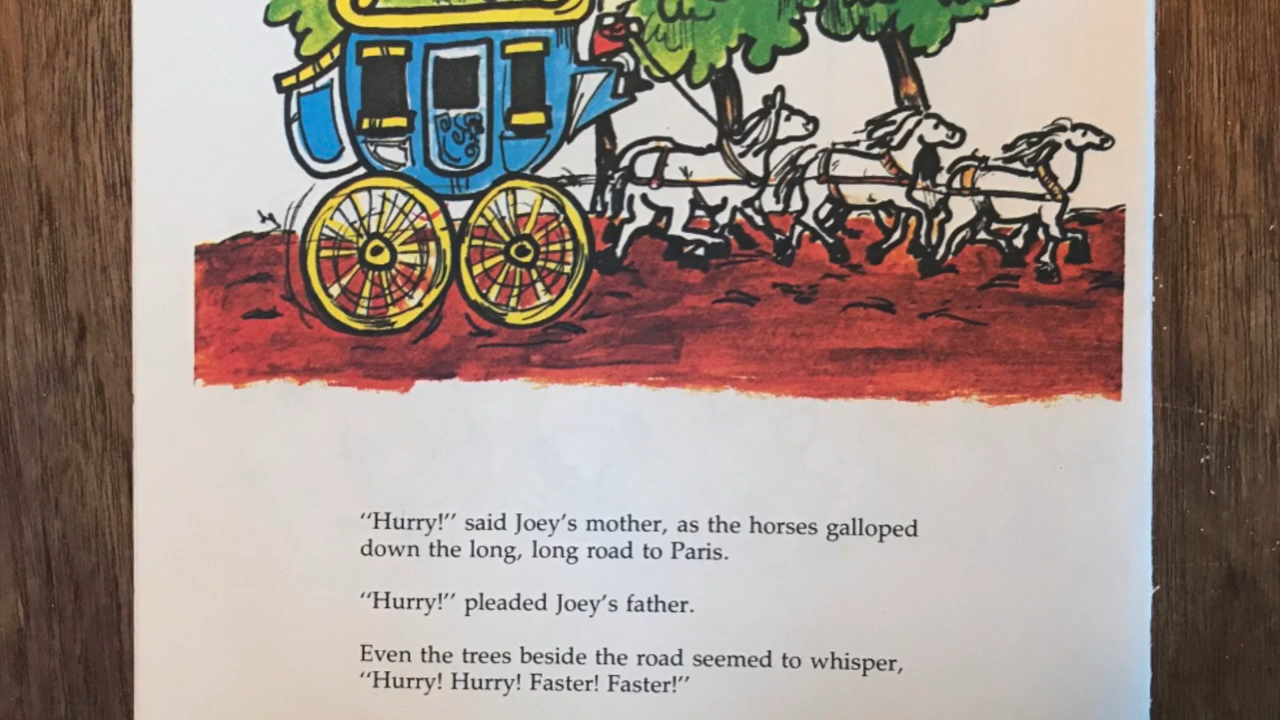 “Hurry!” said Joey’s mother, as the horses galloped
down the long, long road to Paris.
“Hurry!” pleaded Joey’s father.
Even the trees beside the road seemed to whisper,
“Hurry! Hurry! Faster! Faster!”